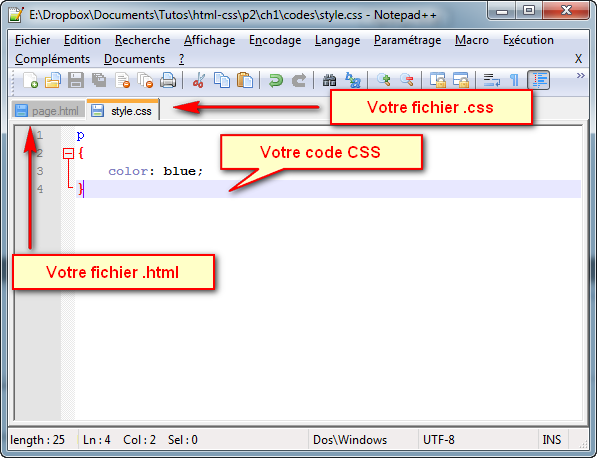 E:\Dropbox\Documents\Tutos\html-css\p2\ch1\codes\style.css - Notepad++
Fichier Edition Recherche Affichage Encodage Langage Paramétrage Macro Exécution
Compléments Documents ? X
page.html style.css
Votre fichier .css
1 p
2 {
Votre code CSS
3 color: blue;
4 }
Votre fichier .html
length : 25 Ln : 4 Col : 2 Sel : 0 Dos\Windows UTF-8 INS